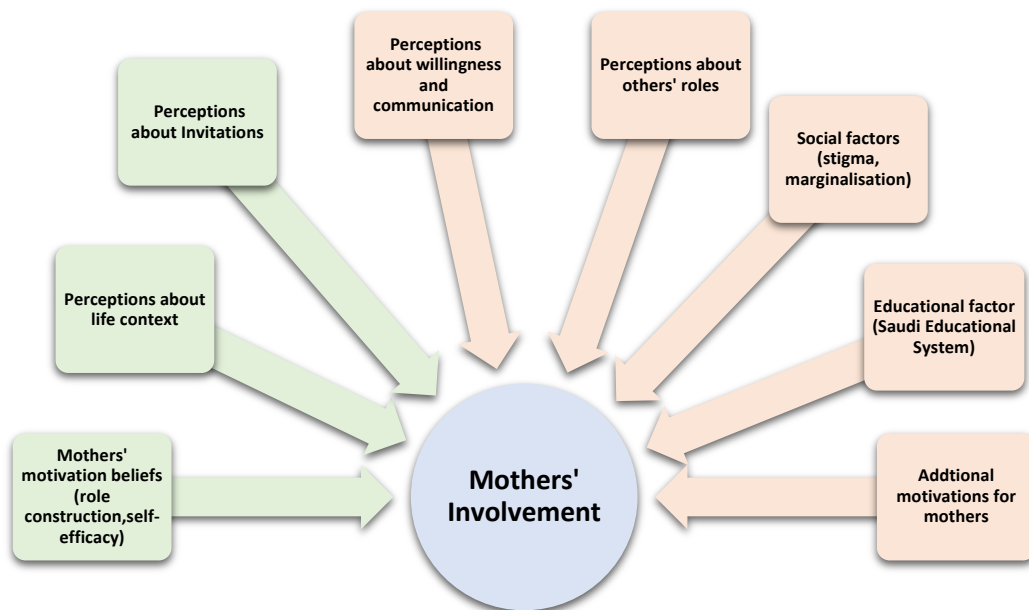 Perceptions
about willingness
and
communication
Perceptions about
others' roles
Perceptions
about Invitations
Social factors
(stigma,
marginalisation)
Perceptions about
life context
Educational factor
(Saudi Educational
System)
Mothers'
motivation beliefs
(role
construction,self-
efficacy)
Mothers'
Involvement
Addtional
motivations for
mothers